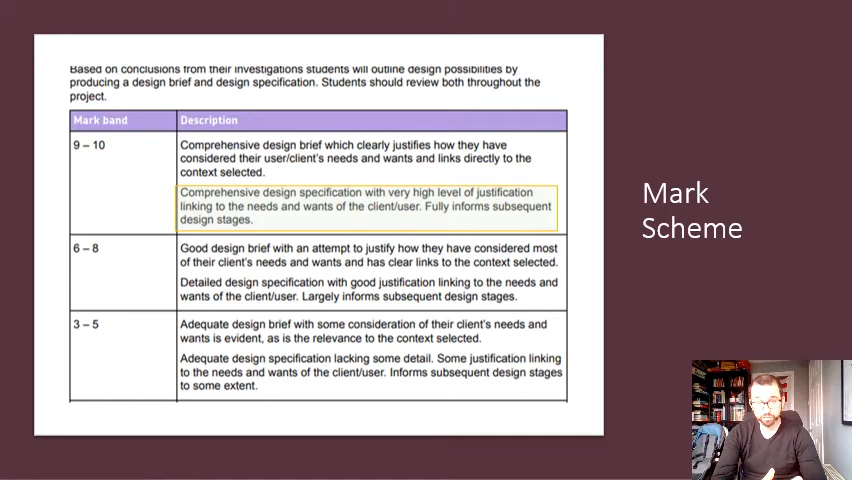 Based on conclusions from their investigations students will outline design possibilities by
producing a design brief and design specification. Students should review both throughout the
project.
Mark band Description
9 – 10 Comprehensive design brief which clearly justifies how they have
considered their user/client's needs and wants and links directly to the
context selected.
Comprehensive design specification with very high level of justification
linking to the needs and wants of the client/user. Fully informs subsequent
design stages.
6 – 8 Good design brief with an attempt to justify how they have considered most
of their client's needs and wants and has clear links to the context selected.
Detailed design specification with good justification linking to the needs and
wants of the client/user. Largely informs subsequent design stages.
3 – 5 Adequate design brief with some consideration of their client's needs and
wants is evident, as is the relevance to the context selected.
Adequate design specification lacking some detail. Some justification linking
to the needs and wants of the client/user. Informs subsequent design stages
to some extent.
Mark
Scheme